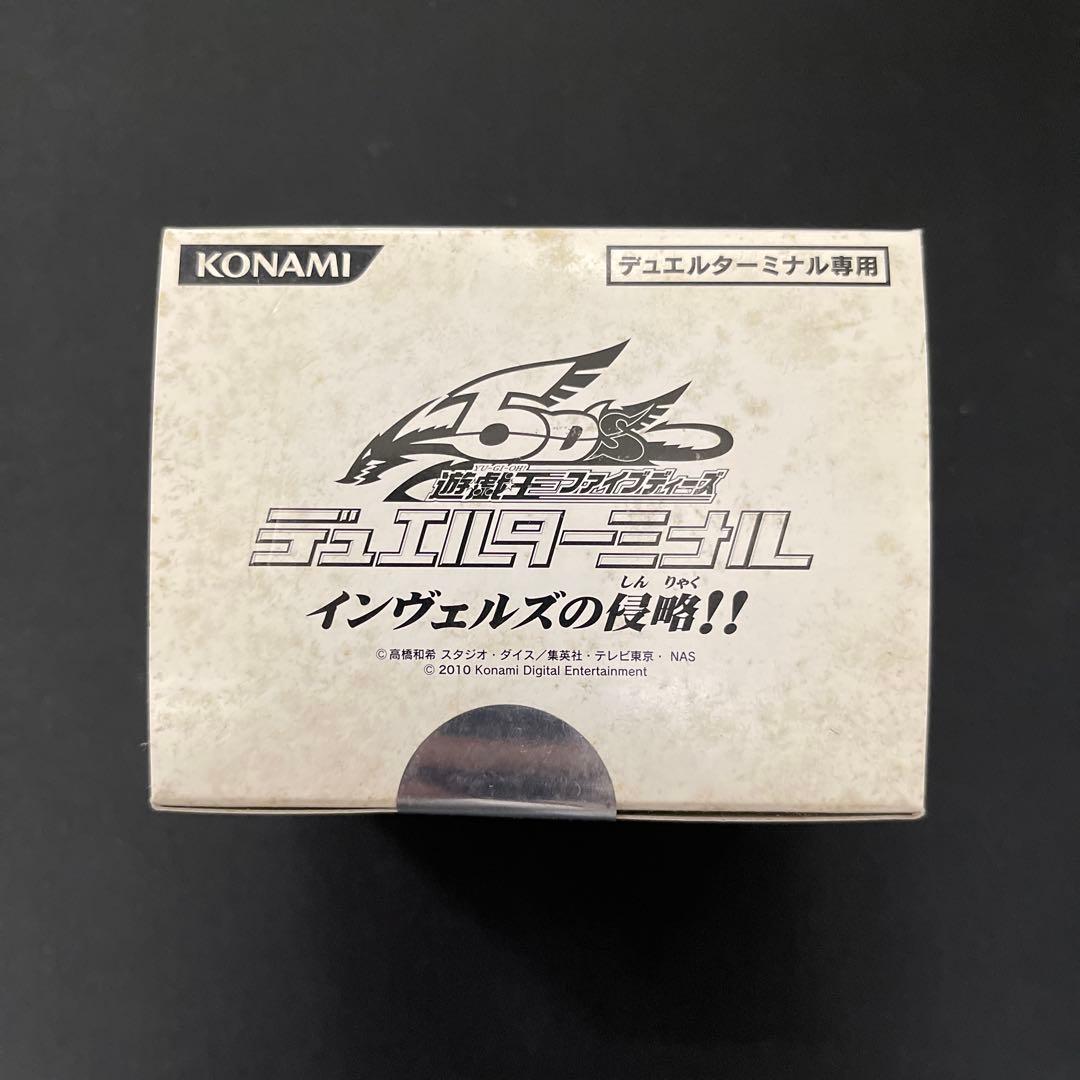 KONAMI
デュエルターミナル専用
5D's
YU-GI-OH!
遊戯王 ファイブディーズ
デュエルターミナル
しん りゃく
インヴェルズの侵略!!
©高橋和希 スタジオ・ダイス/集英社・テレビ東京・ NAS
© 2010 Konami Digital Entertainment